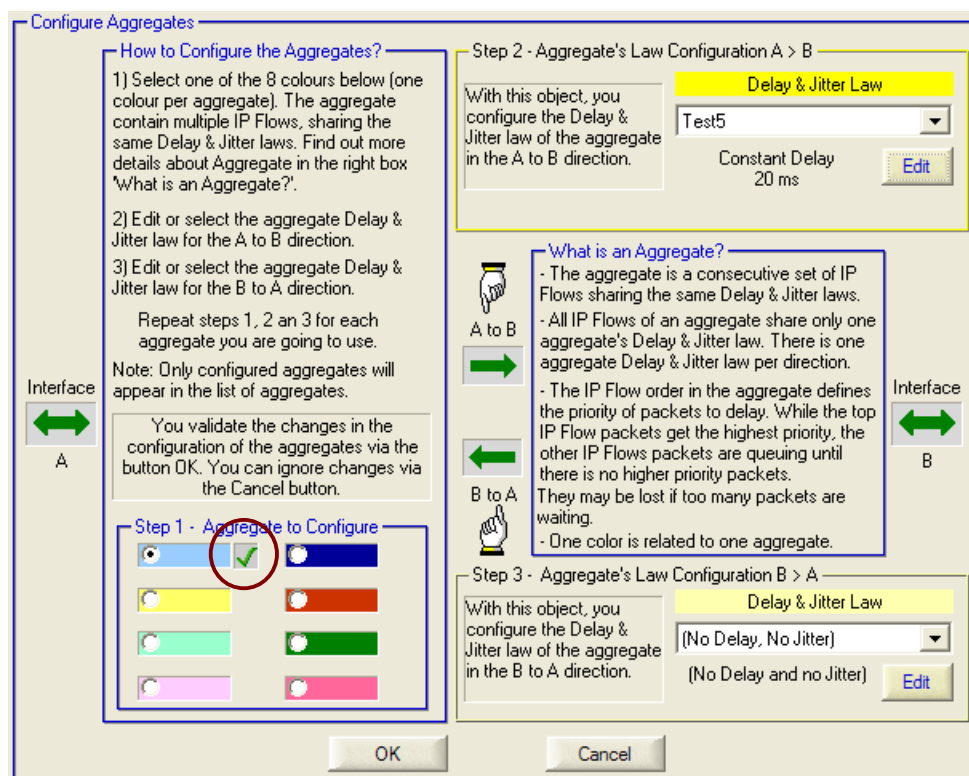 Configure Aggregates
How to Configure the Aggregates?
1) Select one of the 8 colours below (one
colour per aggregate). The aggregate
contain multiple IP Flows, sharing the
same Delay & Jitter laws. Find out more
details about Aggregate in the right box
'What is an Aggregate?'.
2) Edit or select the aggregate Delay &
Jitter law for the A to B direction.
3) Edit or select the aggregate Delay &
Jitter law for the B to A direction.
Repeat steps 1, 2 an 3 for each
aggregate you are going to use.
Note: Only configured aggregates will
appear in the list of aggregates.
You validate the changes in the
configuration of the aggregates via the
button OK. You can ignore changes via
the Cancel button.
Interface
A
Step 1 - Aggregate to Configure
Step 2 - Aggregate's Law Configuration A > B
With this object, you
configure the Delay &
Jitter law of the aggregate
in the A to B direction.
Delay & Jitter Law
Test5
Constant Delay
20 ms
Edit
A to B
B to A
What is an Aggregate?
- The aggregate is a consecutive set of IP
Flows sharing the same Delay & Jitter laws.
- All IP Flows of an aggregate share only one
aggregate's Delay & Jitter law. There is one
aggregate Delay & Jitter law per direction.
- The IP Flow order in the aggregate defines
the priority of packets to delay. While the top
IP Flow packets get the highest priority, the
other IP Flows packets are queuing until
there is no higher priority packets.
They may be lost if too many packets are
waiting.
- One color is related to one aggregate.
Interface
B
Step 3 - Aggregate's Law Configuration B > A
With this object, you
configure the Delay &
Jitter law of the aggregate
in the B to A direction.
Delay & Jitter Law
(No Delay, No Jitter)
(No Delay and no Jitter)
Edit
OK
Cancel